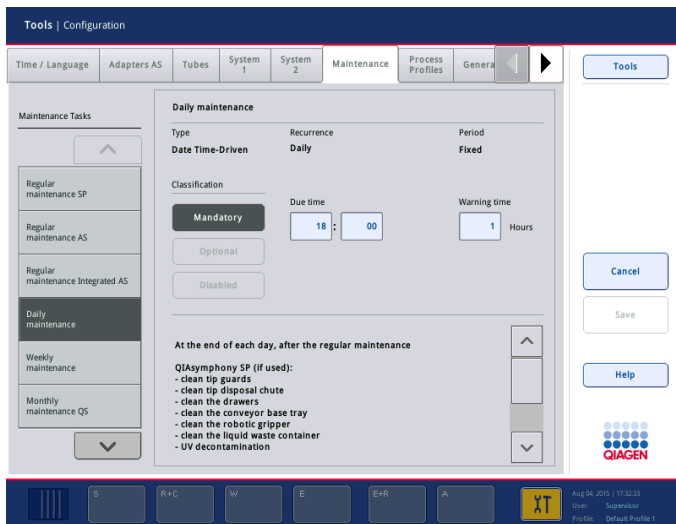 Tools | Configuration
Time / Language
Adapters AS
Tubes
System
1
System
2
Maintenance
Process
Profiles
Genera
Tools
Maintenance Tasks
Regular
maintenance SP
Regular
maintenance AS
Regular
maintenance Integrated AS
Daily
maintenance
Weekly
maintenance
Monthly
maintenance QS
Daily maintenance
Type
Recurrence
Period
Date Time-Driven
Daily
Fixed
Classification
Mandatory
Optional
Disabled
Due time
18 : 00
Warning time
1 Hours
At the end of each day, after the regular maintenance
QIAsymphony SP (if used):
- clean tip guards
- clean tip disposal chute
- clean the drawers
- clean the conveyor base tray
- clean the robotic gripper
- clean the liquid waste container
- UV decontamination
Cancel
Save
Help
QIAGEN
S
R+C
W
E
E+R
A
Aug 04, 2015 | 17:32:33
User: Supervisor
Profile: Default Profile 1